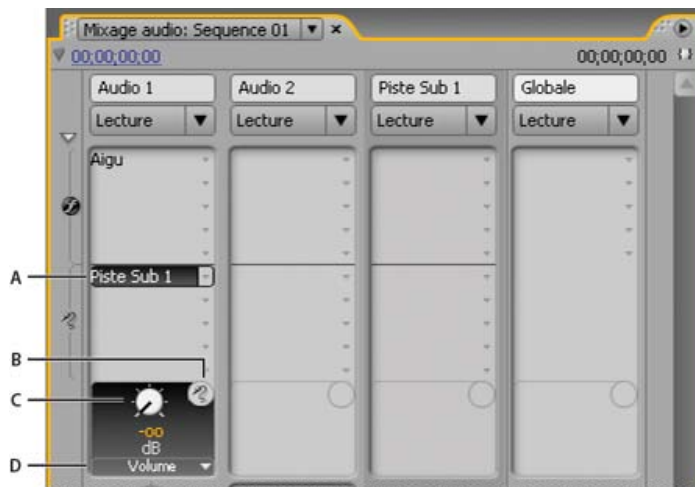 Mixage audio: Sequence 01
00;00;00;00 00;00;00;00
Audio 1 Audio 2 Piste Sub 1 Globale
Lecture Lecture Lecture Lecture
Aigu
A Piste Sub 1
B
C
-oo
dB
D Volume